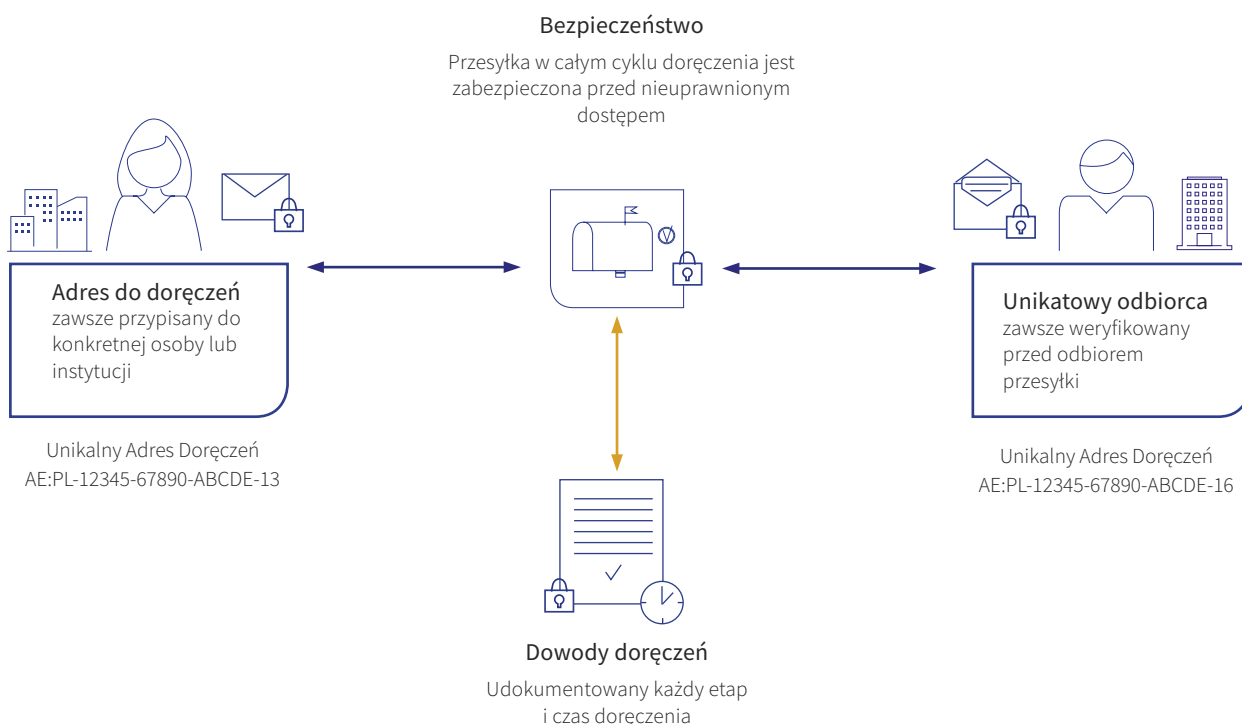 Bezpieczeństwo
Przesyłka w całym cyklu doręczenia jest
zabezpieczona przed nieuprawnionym
dostępem
Adres do doręczeń
zawsze przypisany do
konkretnej osoby lub
instytucji
Unikalny Adres Doręczeń
AE:PL-12345-67890-ABCDE-13
Unikatowy odbiorca
zawsze weryfikowany
przed odbiorem
przesyłki
Unikalny Adres Doręczeń
AE:PL-12345-67890-ABCDE-16
Dowody doręczeń
Udokumentowany każdy etap
i czas doręczenia